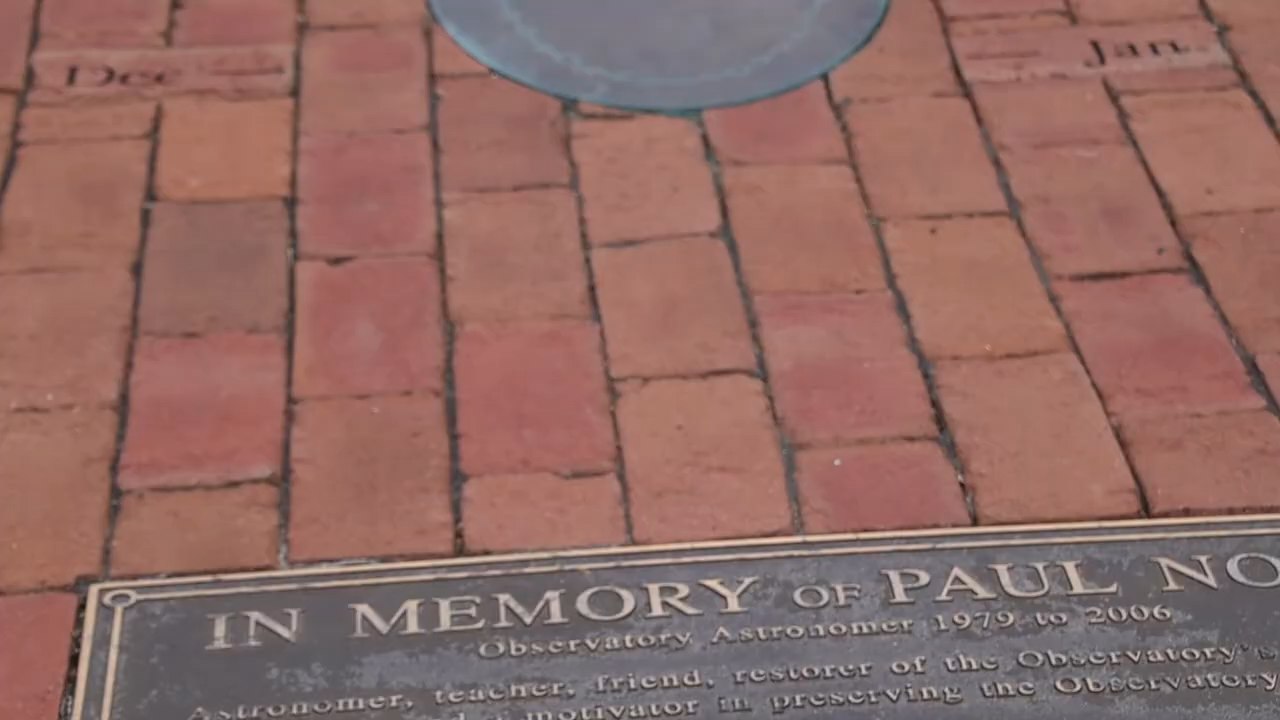 Dec
Jan
IN MEMORY OF PAUL NO
Observatory Astronomer 1979 to 2006
Astronomer, teacher, friend, restorer of the Observatory's
motivator in preserving the Observatory